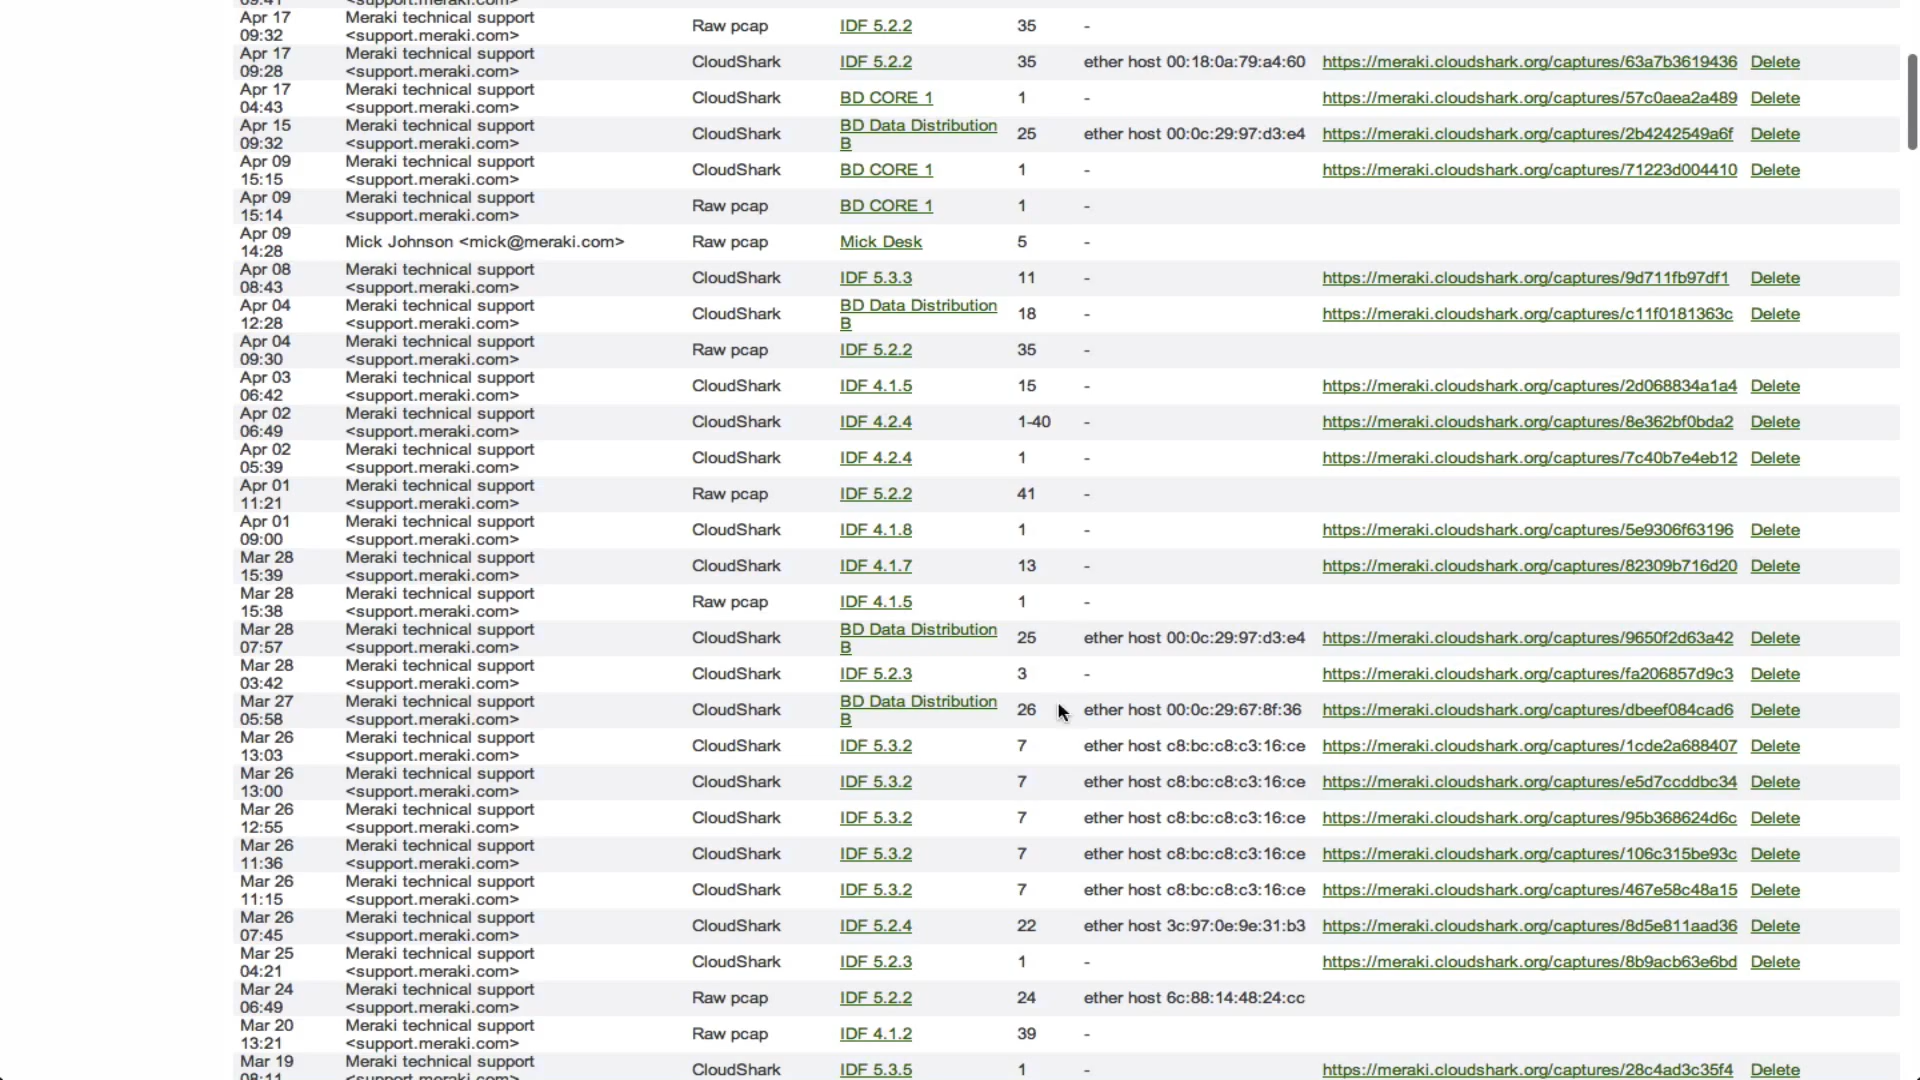 09:41 <support.meraki.com>
Apr 17 Meraki technical support
09:32 <support.meraki.com> Raw pcap IDF 5.2.2 35 -
Apr 17 Meraki technical support
09:28 <support.meraki.com> CloudShark IDF 5.2.2 35 ether host 00:18:0a:79:a4:60 https://meraki.cloudshark.org/captures/63a7b3619436 Delete
Apr 17 Meraki technical support
04:43 <support.meraki.com> CloudShark BD CORE 1 1 - https://meraki.cloudshark.org/captures/57c0aea2a489 Delete
Apr 15 Meraki technical support BD Data Distribution
09:32 <support.meraki.com> CloudShark B 25 ether host 00:0c:29:97:d3:e4 https://meraki.cloudshark.org/captures/2b4242549a6f Delete
Apr 09 Meraki technical support
15:15 <support.meraki.com> CloudShark BD CORE 1 1 - https://meraki.cloudshark.org/captures/71223d004410 Delete
Apr 09 Meraki technical support
15:14 <support.meraki.com> Raw pcap BD CORE 1 1 -
Apr 09
14:28 Mick Johnson <mick@meraki.com> Raw pcap Mick Desk 5 -
Apr 08 Meraki technical support
08:43 <support.meraki.com> CloudShark IDF 5.3.3 11 - https://meraki.cloudshark.org/captures/9d711fb97df1 Delete
Apr 04 Meraki technical support BD Data Distribution
12:28 <support.meraki.com> CloudShark B 18 - https://meraki.cloudshark.org/captures/c11f0181363c Delete
Apr 04 Meraki technical support
09:30 <support.meraki.com> Raw pcap IDF 5.2.2 35 -
Apr 03 Meraki technical support
06:42 <support.meraki.com> CloudShark IDF 4.1.5 15 - https://meraki.cloudshark.org/captures/2d068834a1a4 Delete
Apr 02 Meraki technical support
06:49 <support.meraki.com> CloudShark IDF 4.2.4 1-40 - https://meraki.cloudshark.org/captures/8e362bf0bda2 Delete
Apr 02 Meraki technical support
05:39 <support.meraki.com> CloudShark IDF 4.2.4 1 - https://meraki.cloudshark.org/captures/7c40b7e4eb12 Delete
Apr 01 Meraki technical support
11:21 <support.meraki.com> Raw pcap IDF 5.2.2 41 -
Apr 01 Meraki technical support
09:00 <support.meraki.com> CloudShark IDF 4.1.8 1 - https://meraki.cloudshark.org/captures/5e9306f63196 Delete
Mar 28 Meraki technical support
15:39 <support.meraki.com> CloudShark IDF 4.1.7 13 - https://meraki.cloudshark.org/captures/82309b716d20 Delete
Mar 28 Meraki technical support
15:38 <support.meraki.com> Raw pcap IDF 4.1.5 1 -
Mar 28 Meraki technical support BD Data Distribution
07:57 <support.meraki.com> CloudShark B 25 ether host 00:0c:29:97:d3:e4 https://meraki.cloudshark.org/captures/9650f2d63a42 Delete
Mar 28 Meraki technical support
03:42 <support.meraki.com> CloudShark IDF 5.2.3 3 - https://meraki.cloudshark.org/captures/fa206857d9c3 Delete
Mar 27 Meraki technical support BD Data Distribution
05:58 <support.meraki.com> CloudShark B 26 ether host 00:0c:29:67:8f:36 https://meraki.cloudshark.org/captures/dbeef084cad6 Delete
Mar 26 Meraki technical support
13:03 <support.meraki.com> CloudShark IDF 5.3.2 7 ether host c8:bc:c8:c3:16:ce https://meraki.cloudshark.org/captures/1cde2a688407 Delete
Mar 26 Meraki technical support
13:00 <support.meraki.com> CloudShark IDF 5.3.2 7 ether host c8:bc:c8:c3:16:ce https://meraki.cloudshark.org/captures/e5d7ccddbc34 Delete
Mar 26 Meraki technical support
12:55 <support.meraki.com> CloudShark IDF 5.3.2 7 ether host c8:bc:c8:c3:16:ce https://meraki.cloudshark.org/captures/95b368624d6c Delete
Mar 26 Meraki technical support
11:36 <support.meraki.com> CloudShark IDF 5.3.2 7 ether host c8:bc:c8:c3:16:ce https://meraki.cloudshark.org/captures/106c315be93c Delete
Mar 26 Meraki technical support
11:15 <support.meraki.com> CloudShark IDF 5.3.2 7 ether host c8:bc:c8:c3:16:ce https://meraki.cloudshark.org/captures/467e58c48a15 Delete
Mar 26 Meraki technical support
07:45 <support.meraki.com> CloudShark IDF 5.2.4 22 ether host 3c:97:0e:9e:31:b3 https://meraki.cloudshark.org/captures/8d5e811aad36 Delete
Mar 25 Meraki technical support
04:21 <support.meraki.com> CloudShark IDF 5.2.3 1 - https://meraki.cloudshark.org/captures/8b9acb63e6bd Delete
Mar 24 Meraki technical support
06:49 <support.meraki.com> Raw pcap IDF 5.2.2 24 ether host 6c:88:14:48:24:cc
Mar 20 Meraki technical support
13:21 <support.meraki.com> Raw pcap IDF 4.1.2 39 -
Mar 19 Meraki technical support
08:11 <support.meraki.com> CloudShark IDF 5.3.5 1 - https://meraki.cloudshark.org/captures/28c4ad3c35f4 Delete